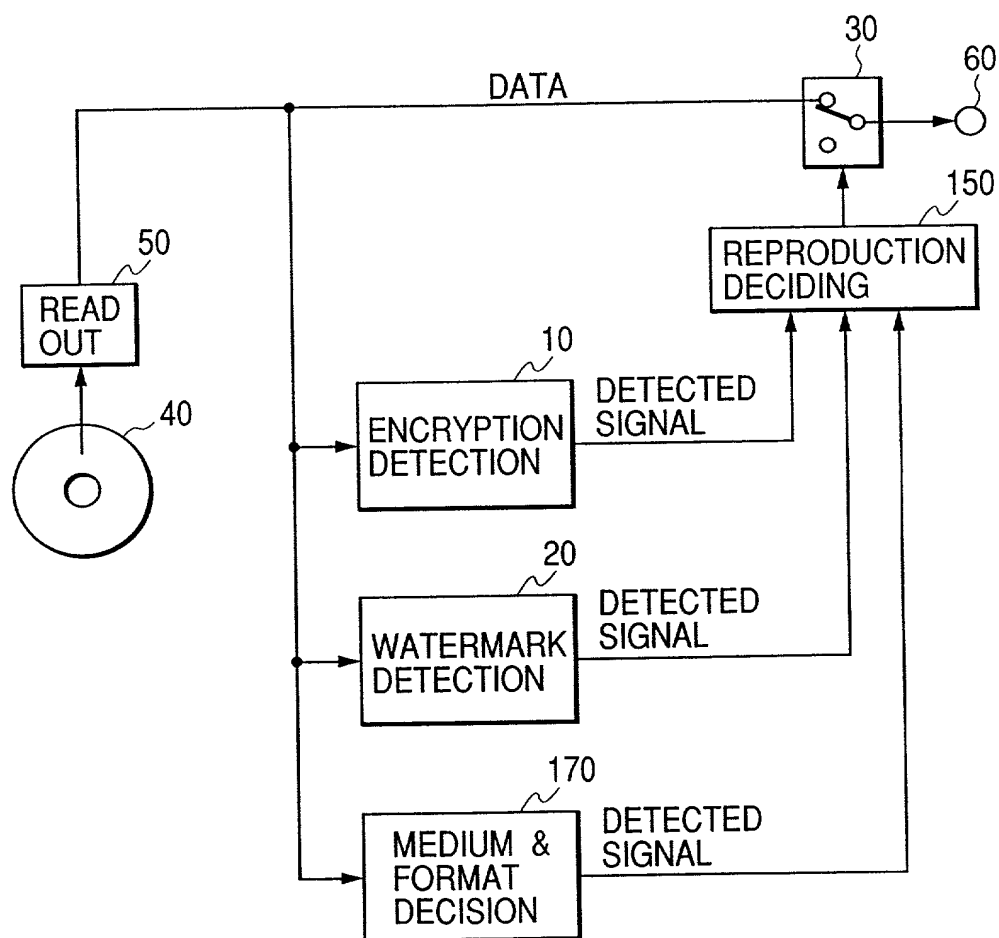 30
60
DATA
150
REPRODUCTION
DECIDING
50
READ
OUT
10
DETECTED
SIGNAL
40
ENCRYPTION
DETECTION
20
DETECTED
SIGNAL
WATERMARK
DETECTION
170
DETECTED
SIGNAL
MEDIUM &
FORMAT
DECISION